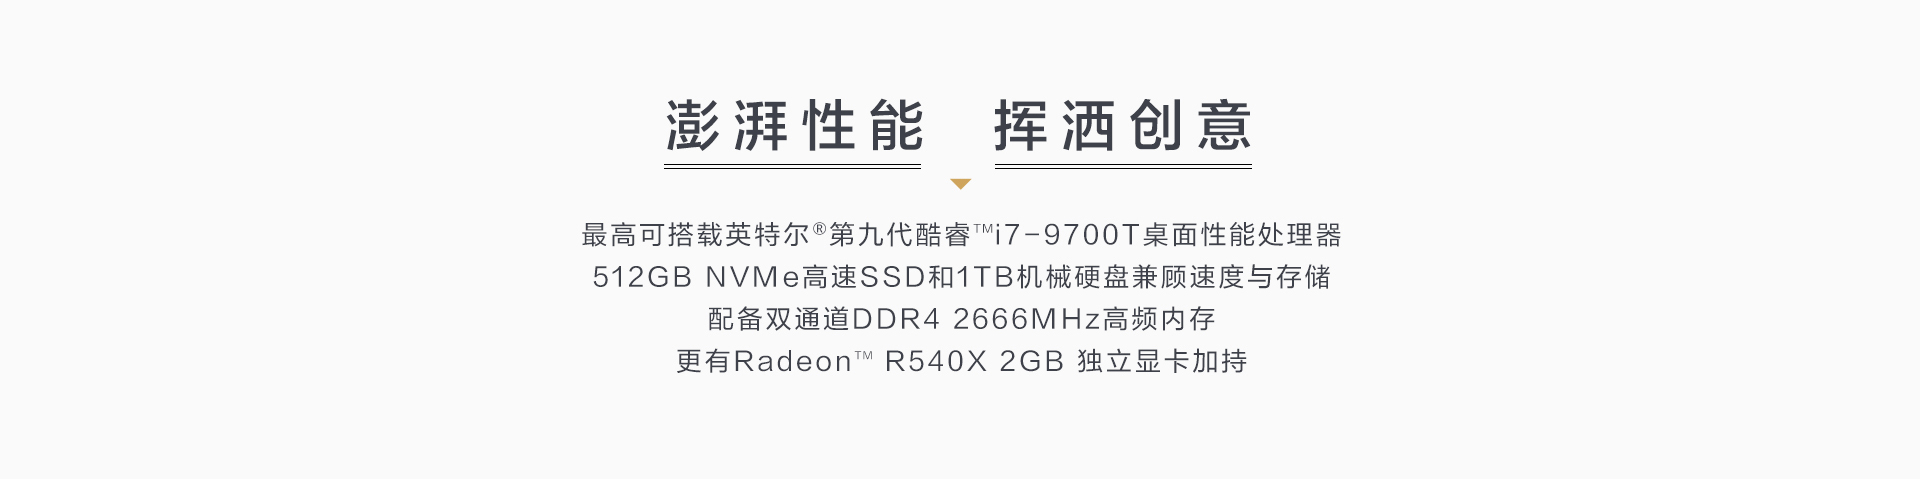 澎湃性能 挥洒创意
最高可搭载英特尔®第九代酷睿™i7-9700T桌面性能处理器
512GB NVMe高速SSD和1TB机械硬盘兼顾速度与存储
配备双通道DDR4 2666MHz高频内存
更有Radeon™ R540X 2GB 独立显卡加持